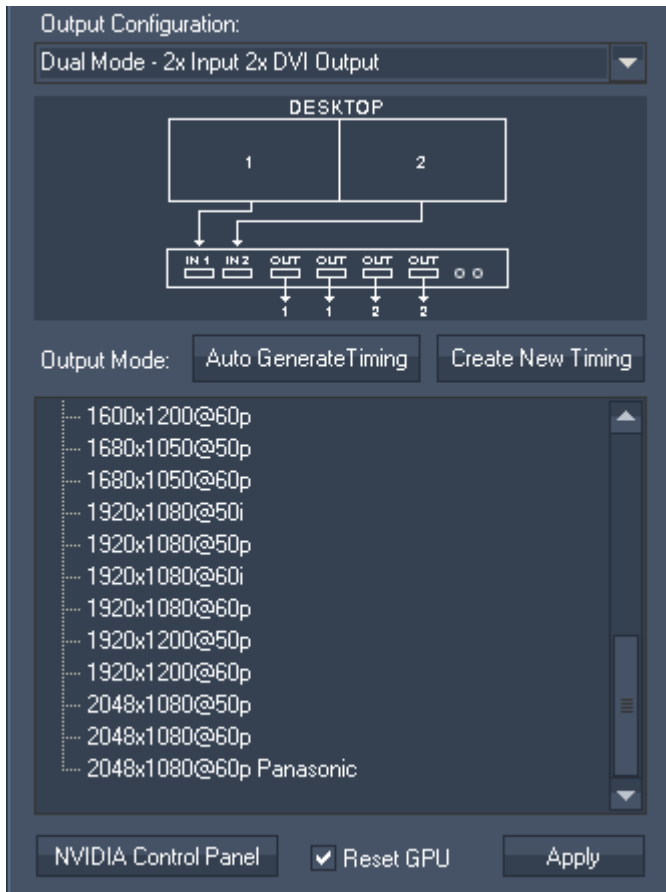 Output Configuration:
Dual Mode - 2x Input 2x DVI Output
DESKTOP
1 2
IN 1 IN 2 OUT OUT OUT OUT
1 1 2 2
Output Mode: Auto GenerateTiming Create New Timing
1600x1200@60p
1680x1050@50p
1680x1050@60p
1920x1080@50i
1920x1080@50p
1920x1080@60i
1920x1080@60p
1920x1200@50p
1920x1200@60p
2048x1080@50p
2048x1080@60p
2048x1080@60p Panasonic
NVIDIA Control Panel Reset GPU Apply